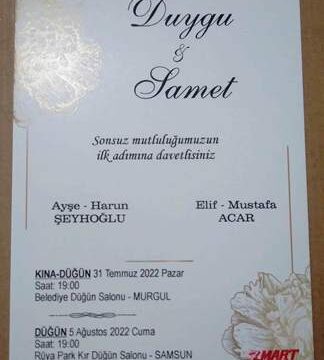 Duygu
&
Samet
Sonsuz mutluluğumuzun
ilk adımına davetlisiniz
Ayşe - Harun
ŞEYHOĞLU
Elif - Mustafa
ACAR
KINA-DÜĞÜN 31 Temmuz 2022 Pazar
Saat: 19:00
Belediye Düğün Salonu - MURGUL
DÜĞÜN 5 Ağustos 2022 Cuma
Saat: 19:00
Rüya Park Kır Düğün Salonu - SAMSUN
MART